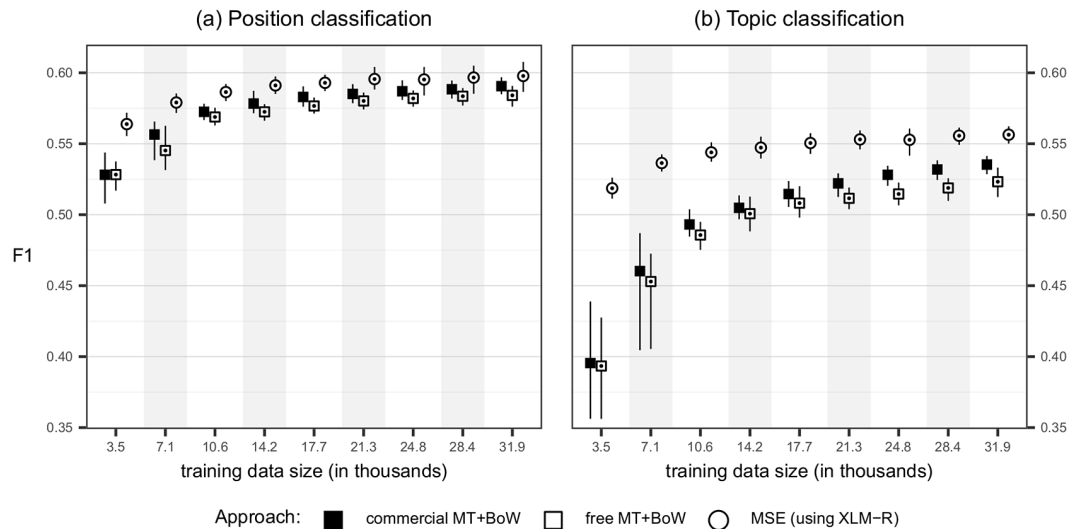 (a) Position classification
(b) Topic classification
F1
0.60
0.55
0.50
0.45
0.40
0.35
0.60
0.55
0.50
0.45
0.40
0.35
3.5 7.1 10.6 14.2 17.7 21.3 24.8 28.4 31.9
3.5 7.1 10.6 14.2 17.7 21.3 24.8 28.4 31.9
training data size (in thousands)
training data size (in thousands)
Approach: commercial MT+BoW free MT+BoW MSE (using XLM−R)